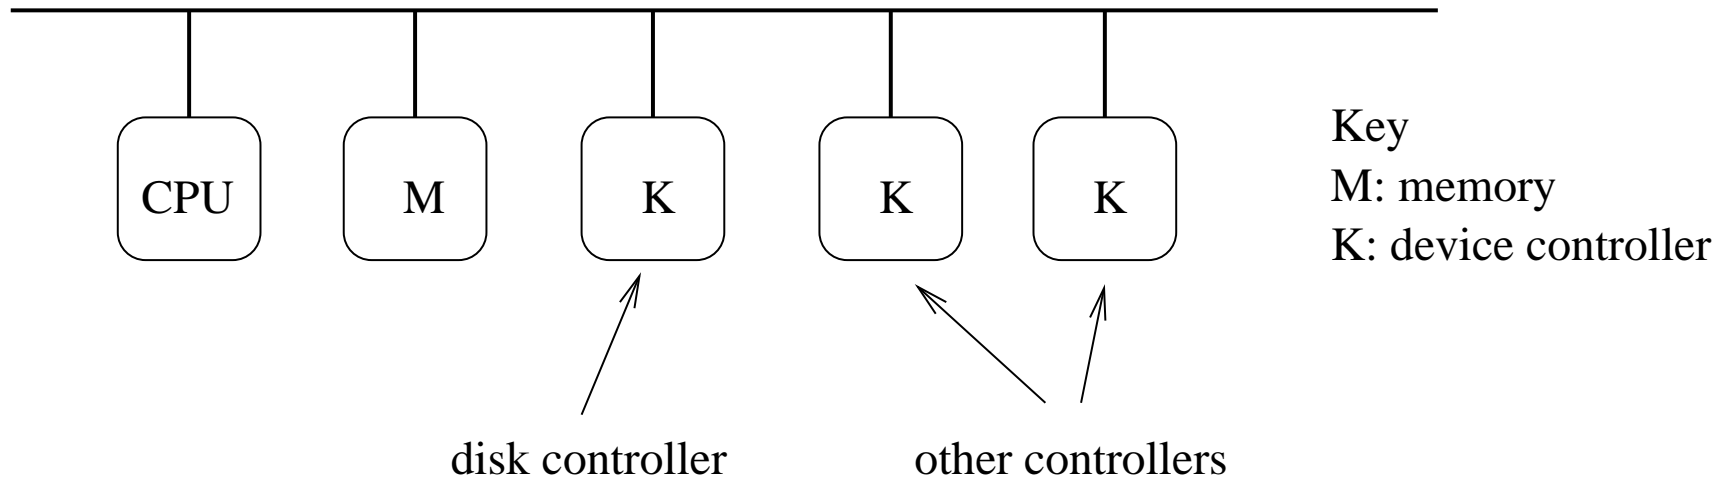 CPU
M
K
K
K
Key
M: memory
K: device controller
disk controller
other controllers